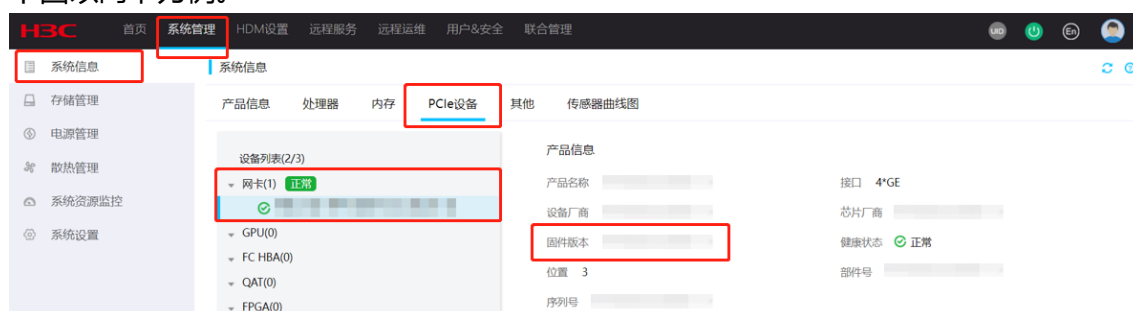 H3C 首页 系统管理 HDM设置 远程服务 远程运维 用户&安全 联合管理 UID En
系统信息
存储管理
电源管理
散热管理
系统资源监控
系统设置
系统信息
产品信息 处理器 内存 PCIe设备 其他 传感器曲线图
设备列表(2/3)
网卡(1) 正常
GPU(0)
FC HBA(0)
QAT(0)
FPGA(0)
产品信息
产品名称 接口 4*GE
设备厂商 芯片厂商
固件版本 健康状态 正常
位置 3 部件号
序列号